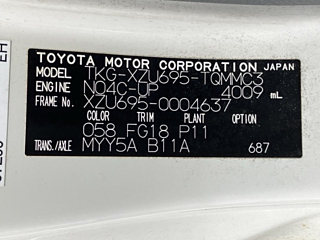 TOYOTA MOTOR CORPORATION JAPAN
MODEL TKG-XZU695-TQMMC3
ENGINE N04C-UP 4009 mL
FRAME No. XZU695-0004637
COLOR TRIM PLANT OPTION
058 FG18 P11
TRANS./AXLE MYY5A B11A 687